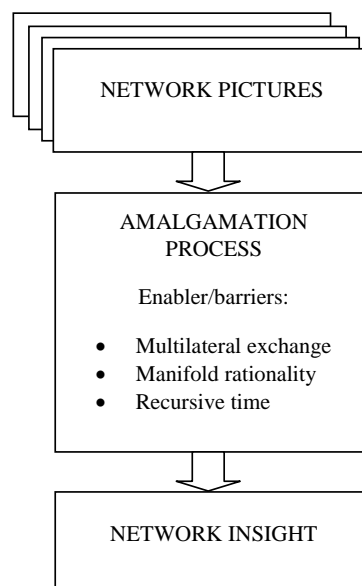 NETWORK PICTURES
AMALGAMATION
PROCESS
Enabler/barriers:
• Multilateral exchange
• Manifold rationality
• Recursive time
NETWORK INSIGHT